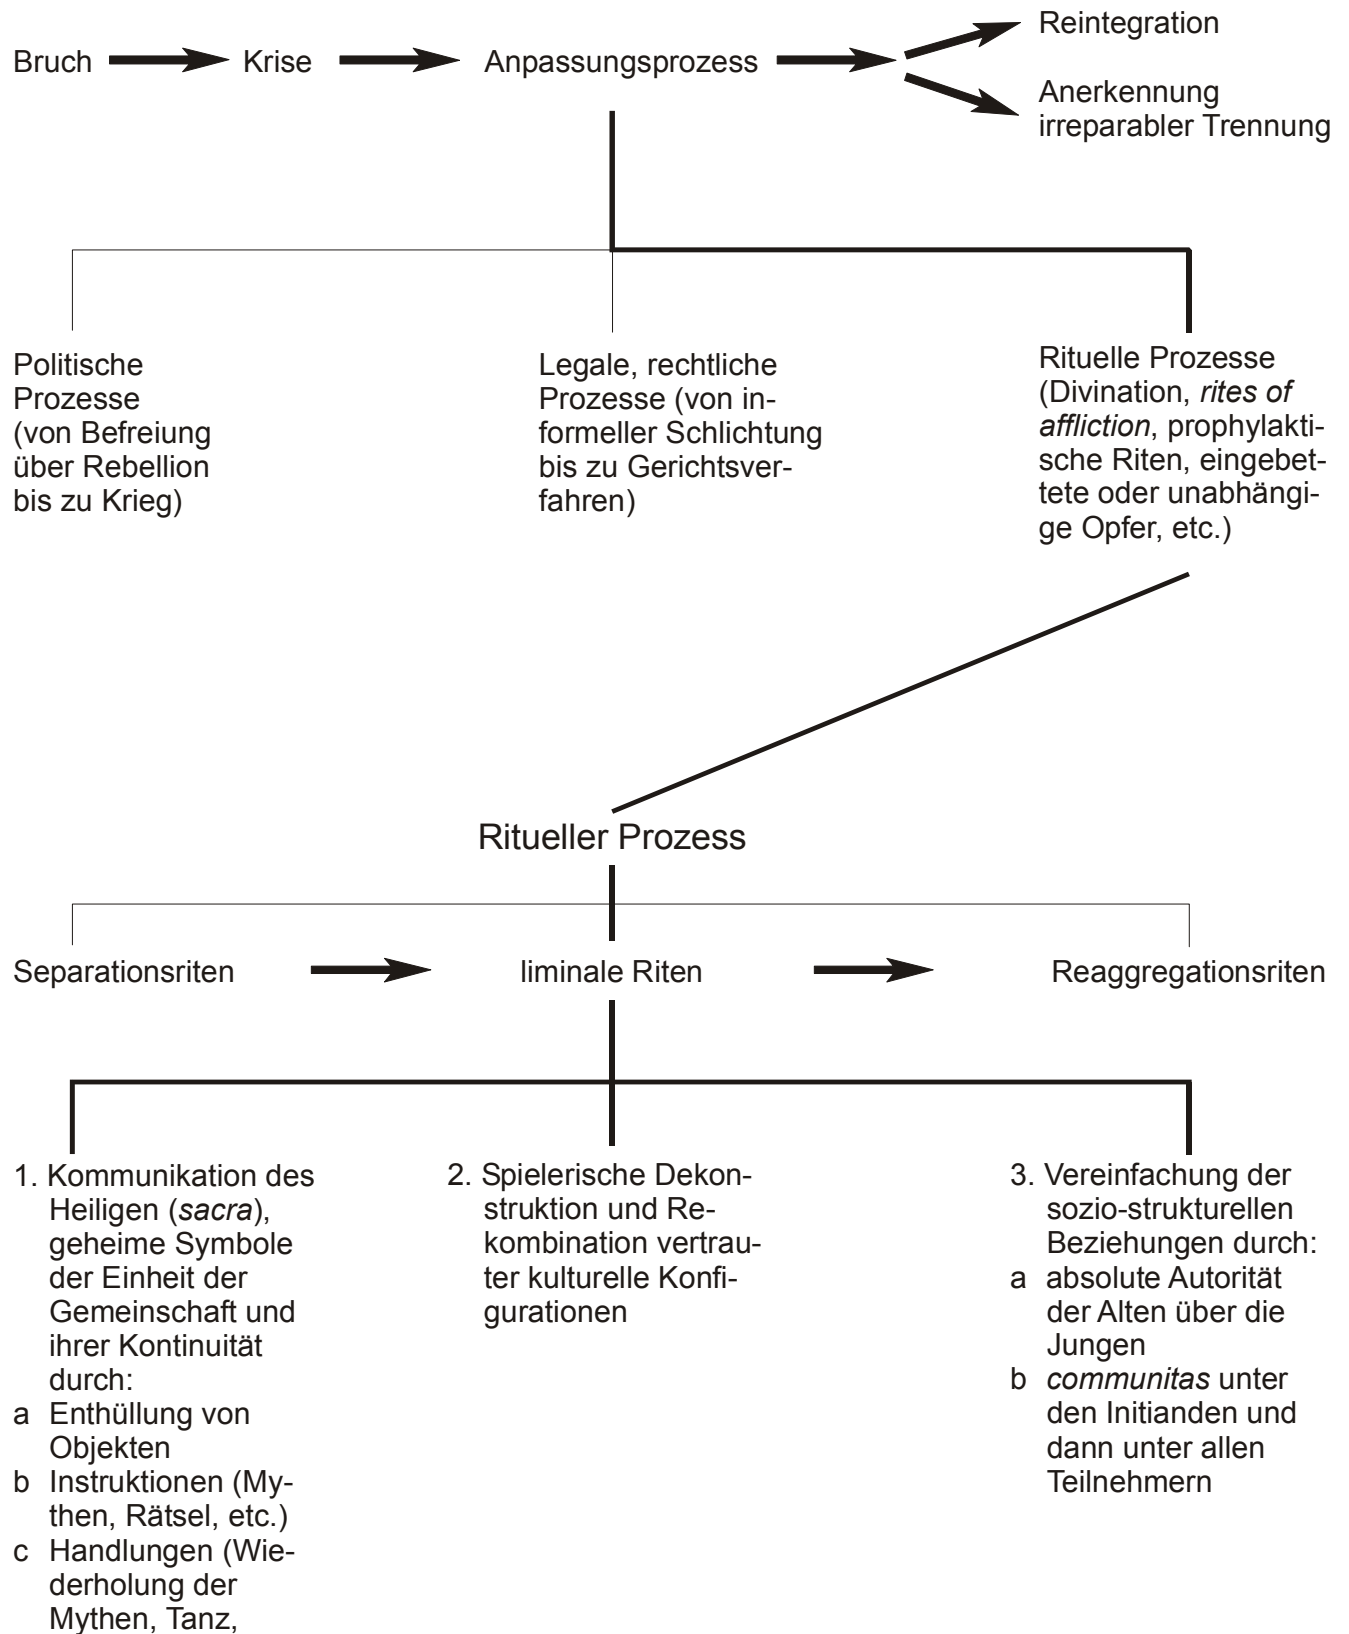 Bruch
Krise
Anpassungsprozess
Reintegration
Anerkennung
irreparabler Trennung
Politische
Prozesse
(von Befreiung
über Rebellion
bis zu Krieg)
Legale, rechtliche
Prozesse (von in-
formeller Schlichtung
bis zu Gerichtsver-
fahren)
Rituelle Prozesse
(Divination, rites of
affliction, prophylakti-
sche Riten, eingebet-
tete oder unabhängi-
ge Opfer, etc.)
Ritueller Prozess
Separationsriten
liminale Riten
Reaggregationsriten
1. Kommunikation des
Heiligen (sacra),
geheime Symbole
der Einheit der
Gemeinschaft und
ihrer Kontinuität
durch:
a Enthüllung von
Objekten
b Instruktionen (My-
then, Rätsel, etc.)
c Handlungen (Wie-
derholung der
Mythen, Tanz,
2. Spielerische Dekon-
struktion und Re-
kombination vertrau-
ter kulturelle Konfi-
gurationen
3. Vereinfachung der
sozio-strukturellen
Beziehungen durch:
a absolute Autorität
der Alten über die
Jungen
b communitas unter
den Initianden und
dann unter allen
Teilnehmern